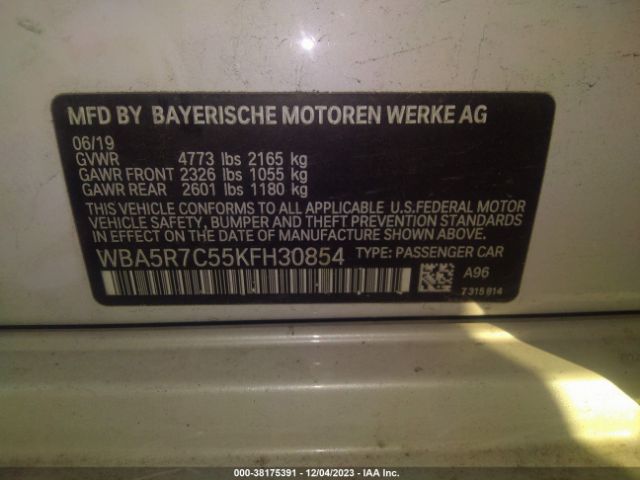 MFD BY BAYERISCHE MOTOREN WERKE AG
06/19
GVWR 4773 lbs 2165 kg
GAWR FRONT 2326 lbs 1055 kg
GAWR REAR 2601 lbs 1180 kg
THIS VEHICLE CONFORMS TO ALL APPLICABLE U.S.FEDERAL MOTOR
VEHICLE SAFETY, BUMPER AND THEFT PREVENTION STANDARDS
IN EFFECT ON THE DATE OF MANUFACTURE SHOWN ABOVE.
WBA5R7C55KFH30854 TYPE: PASSENGER CAR
A96
7 315 814
000-38175391 - 12/04/2023 - IAA Inc.